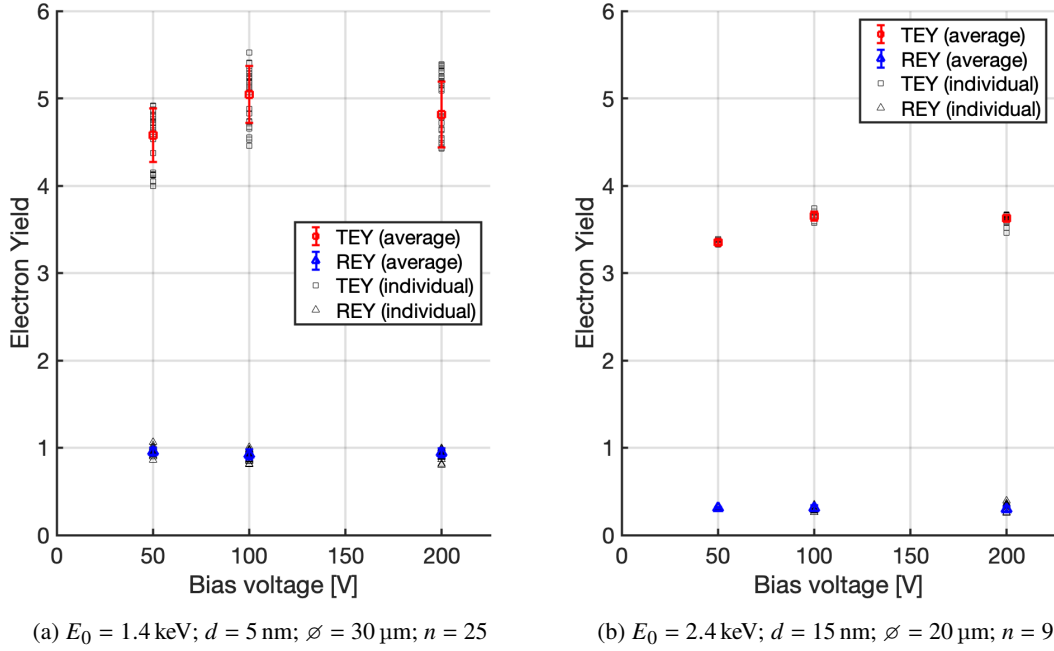 6
5
4
3
2
1
0
0
50
100
150
200
Electron Yield
Bias voltage [V]
TEY (average)
REY (average)
TEY (individual)
REY (individual)
(a) E₀ = 1.4 keV; d = 5 nm; ⌀ = 30 µm; n = 25
6
5
4
3
2
1
0
0
50
100
150
200
Electron Yield
Bias voltage [V]
TEY (average)
REY (average)
TEY (individual)
REY (individual)
(b) E₀ = 2.4 keV; d = 15 nm; ⌀ = 20 µm; n = 9